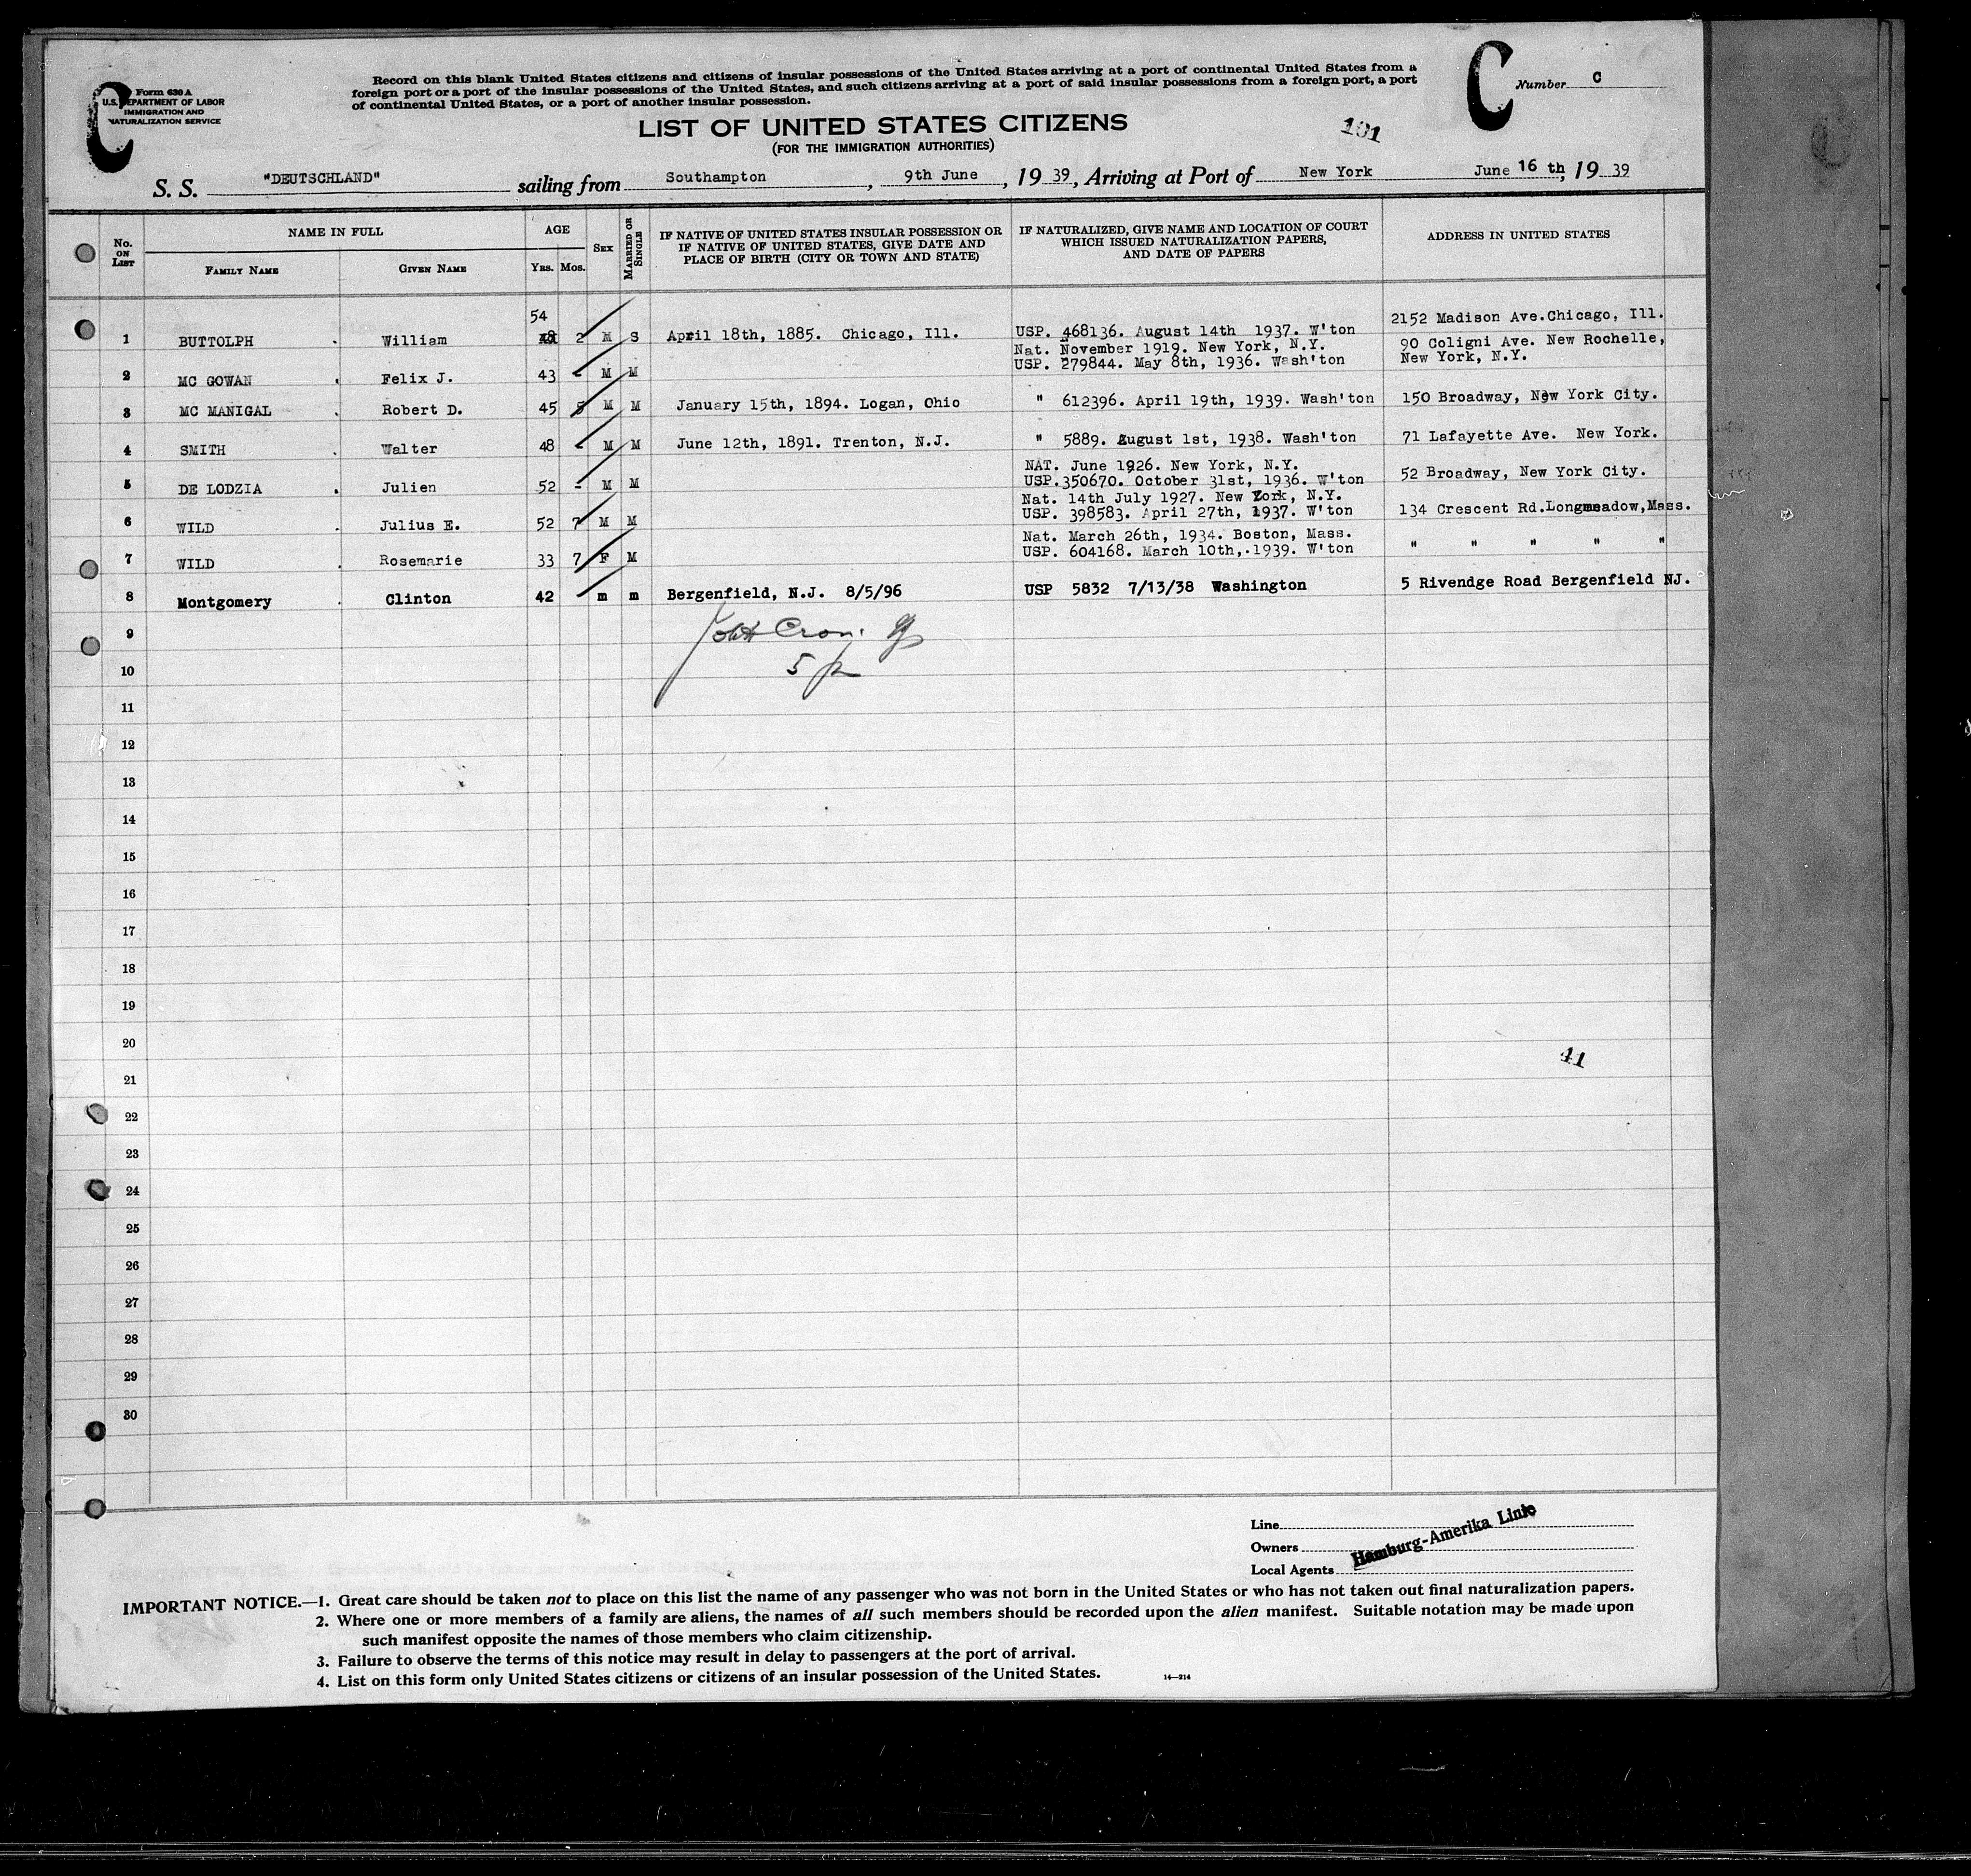 C
Form 630 A
U.S. DEPARTMENT OF LABOR
IMMIGRATION AND
NATURALIZATION SERVICE
Record on this blank United States citizens and citizens of insular possessions of the United States arriving at a port of continental United States from a
foreign port or a port of the insular possessions of the United States, and such citizens arriving at a port of said insular possessions from a foreign port, a port
of continental United States, or a port of another insular possession.
C
Number C
LIST OF UNITED STATES CITIZENS
(FOR THE IMMIGRATION AUTHORITIES)
101
S. S. "DEUTSCHLAND" sailing from Southampton, 9th June, 19 39, Arriving at Port of New York June 16 th, 19 39
No. ON LIST
NAME IN FULL
FAMILY NAME GIVEN NAME
AGE
YRS. MOS.
SEX
MARRIED OR SINGLE
IF NATIVE OF UNITED STATES INSULAR POSSESSION OR
IF NATIVE OF UNITED STATES, GIVE DATE AND
PLACE OF BIRTH (CITY OR TOWN AND STATE)
IF NATURALIZED, GIVE NAME AND LOCATION OF COURT
WHICH ISSUED NATURALIZATION PAPERS,
AND DATE OF PAPERS
ADDRESS IN UNITED STATES
54
1 BUTTOLPH . William 2 M S April 18th, 1885. Chicago, Ill. USP. 468136. August 14th 1937. W'ton 2152 Madison Ave.Chicago, Ill.
Nat. November 1919. New York, N.Y. 90 Coligni Ave. New Rochelle,
2 MC GOWAN . Felix J. 43 - M M USP. 279844. May 8th, 1936. Wash'ton New York, N.Y.
3 MC MANIGAL . Robert D. 45 5 M M January 15th, 1894. Logan, Ohio " 612396. April 19th, 1939. Wash'ton 150 Broadway, New York City.
4 SMITH . Walter 48 - M M June 12th, 1891. Trenton, N.J. " 5889. August 1st, 1938. Wash'ton 71 Lafayette Ave. New York.
NAT. June 1926. New York, N.Y.
5 DE LODZIA . Julien 52 - M M USP.350670. October 31st, 1936. W'ton 52 Broadway, New York City.
Nat. 14th July 1927. New York, N.Y.
6 WILD . Julius E. 52 7 M M USP. 398583. April 27th, 1937. W'ton 134 Crescent Rd.Longmeadow,Mass.
Nat. March 26th, 1934. Boston, Mass.
7 WILD . Rosemarie 33 7 F M USP. 604168. March 10th,.1939. W'ton " " " " "
8 Montgomery . Clinton 42 m m Bergenfield, N.J. 8/5/96 USP 5832 7/13/38 Washington 5 Rivendge Road Bergenfield NJ.
9
5
10
11
12
13
14
15
16
17
18
19
20
41
21
22
23
24
25
26
27
28
29
30
Line
Owners
Local Agents
Hamburg-Amerika Linie
IMPORTANT NOTICE.—1. Great care should be taken not to place on this list the name of any passenger who was not born in the United States or who has not taken out final naturalization papers.
2. Where one or more members of a family are aliens, the names of all such members should be recorded upon the alien manifest. Suitable notation may be made upon
such manifest opposite the names of those members who claim citizenship.
3. Failure to observe the terms of this notice may result in delay to passengers at the port of arrival.
4. List on this form only United States citizens or citizens of an insular possession of the United States.
14—214